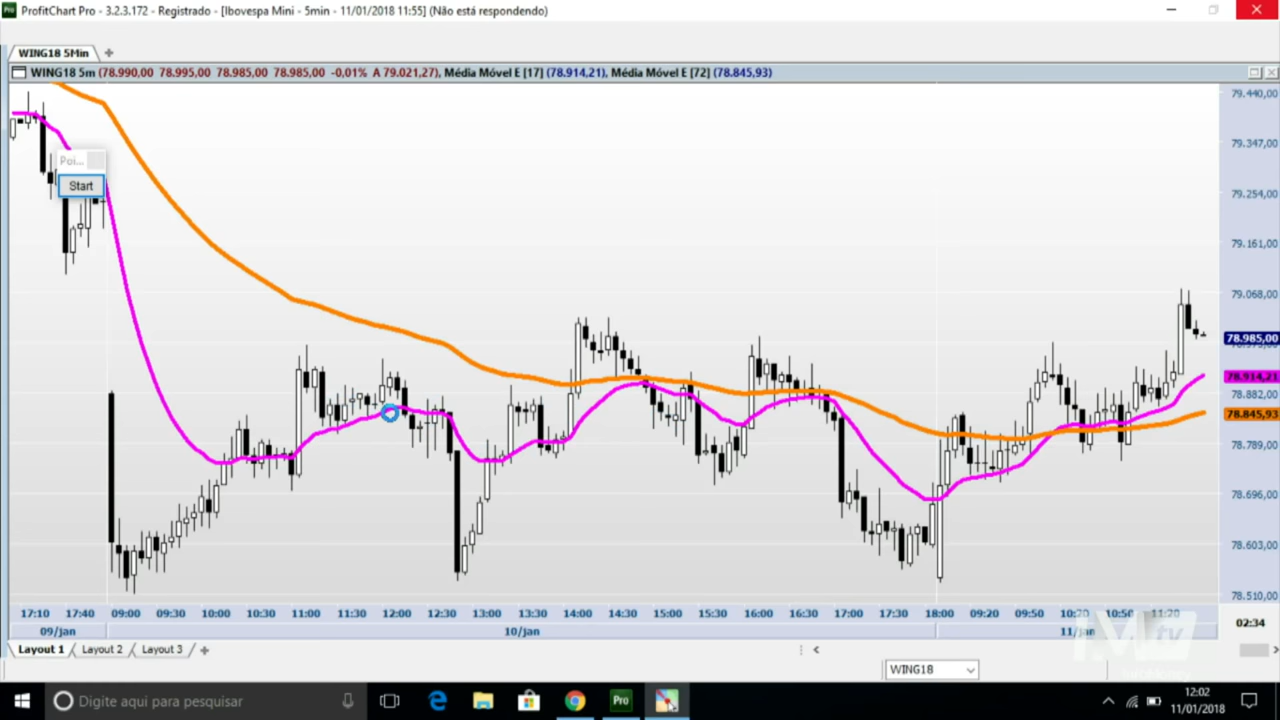 ProfitChart Pro - 3.2.3.172 - Registrado - [Ibovespa Mini - 5min - 11/01/2018 11:55] (Não está respondendo)
WING18 5Min
WING18 5m (78.990,00 78.995,00 78.985,00 78.985,00 -0,01% A 79.021,27), Média Móvel E [17] (78.914,21), Média Móvel E [72] (78.845,93)
79.440,00
79.347,00
Poi...
Start
79.254,00
79.161,00
79.068,00
78.985,00
78.914,21
78.882,00
78.845,93
78.789,00
78.696,00
78.603,00
78.510,00
17:10 17:40 09:00 09:30 10:00 10:30 11:00 11:30 12:00 12:30 13:00 13:30 14:00 14:30 15:00 15:30 16:00 16:30 17:00 17:30 18:00 09:20 09:50 10:20 10:50 11:20
02:34
09/jan 10/jan 11/jan
Layout 1 Layout 2 Layout 3
WING18
Pro
Digite aqui para pesquisar
Pro
12:02
11/01/2018